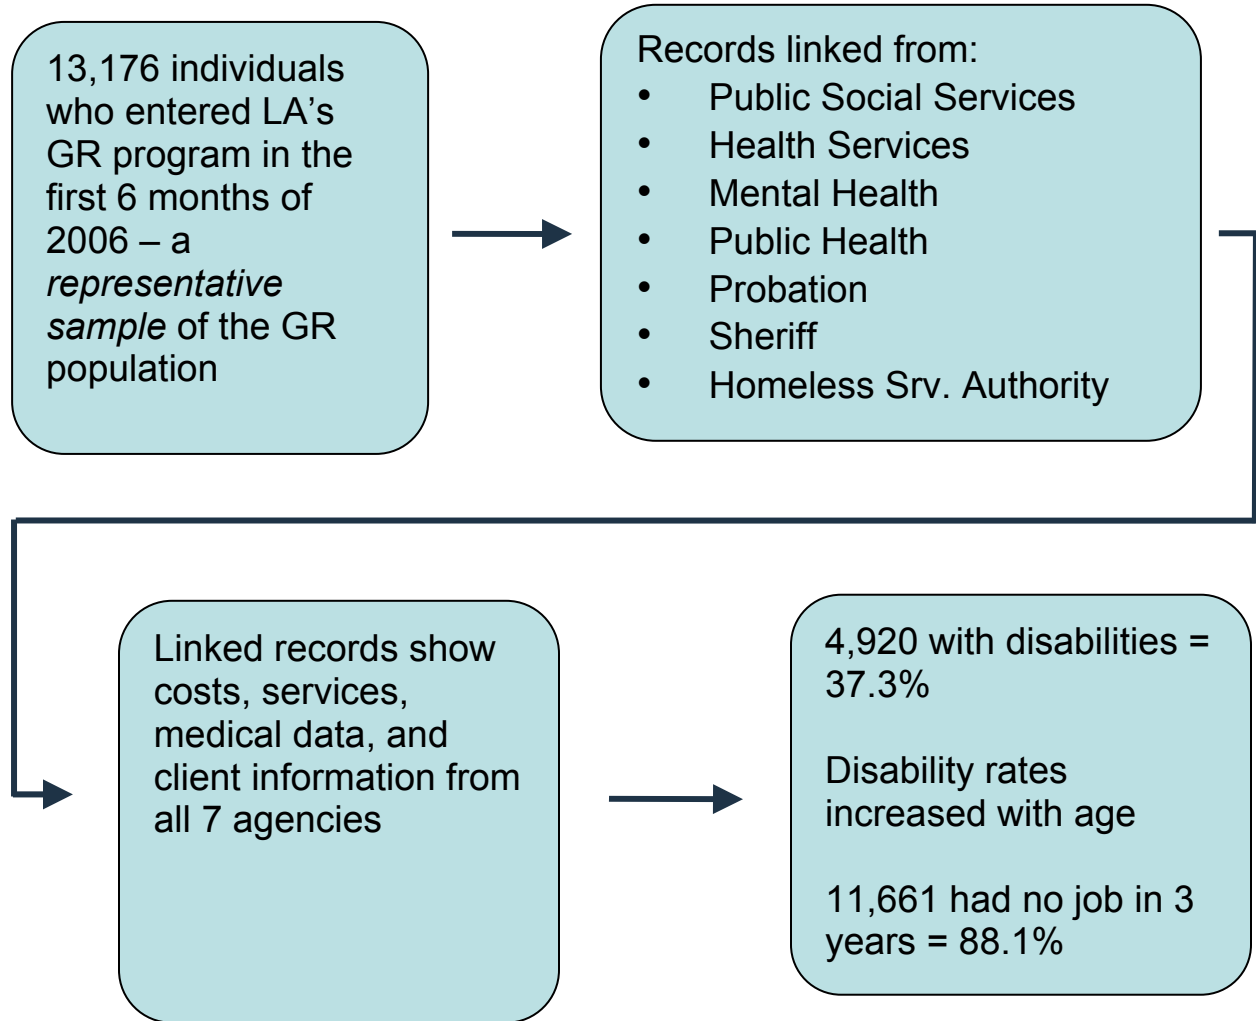 13,176 individuals
who entered LA’s
GR program in the
first 6 months of
2006 – a
representative
sample of the GR
population
Records linked from:
• Public Social Services
• Health Services
• Mental Health
• Public Health
• Probation
• Sheriff
• Homeless Srv. Authority
Linked records show
costs, services,
medical data, and
client information from
all 7 agencies
4,920 with disabilities =
37.3%
Disability rates
increased with age
11,661 had no job in 3
years = 88.1%